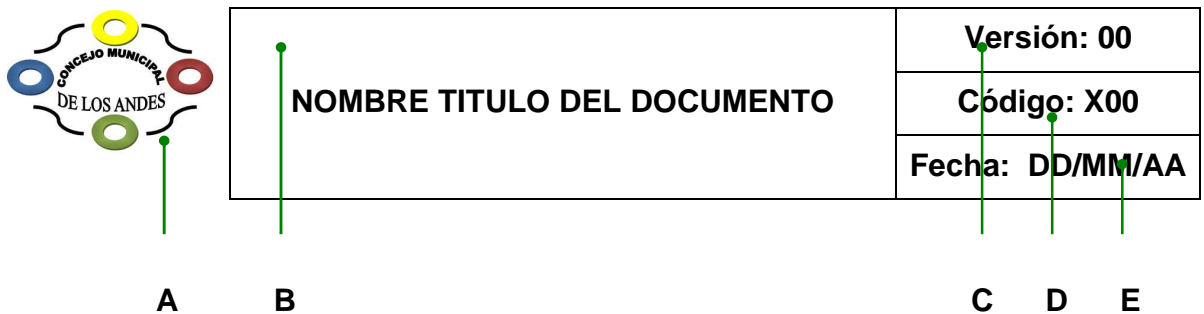 CONCEJO MUNICIPAL
DE LOS ANDES
NOMBRE TITULO DEL DOCUMENTO
Versión: 00
Código: X00
Fecha: DD/MM/AA
A B C D E